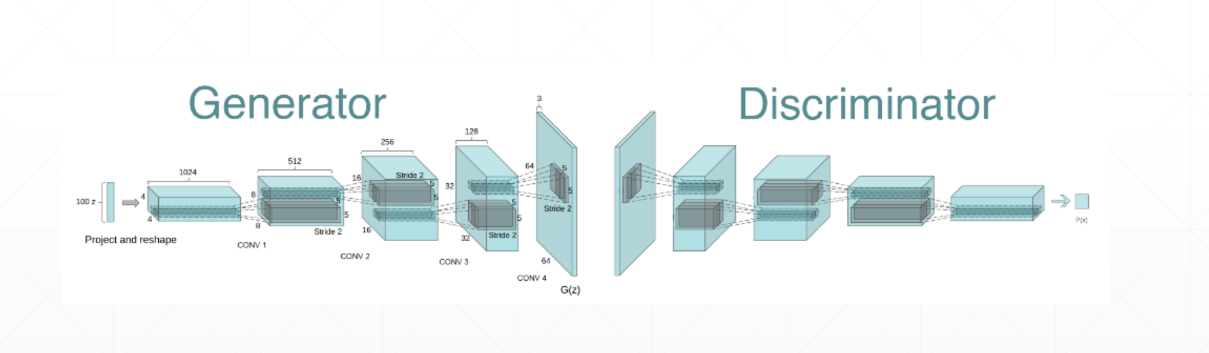 Generator
Discriminator
3
128
256
512
1024
64
5
5
Stride 2
16
Stride 2
5
5
32
8
4
100 z
4
5
5
5
5
8
Stride 2
16
32
Stride 2
Project and reshape
CONV 1
CONV 2
CONV 3
64
CONV 4
G(z)